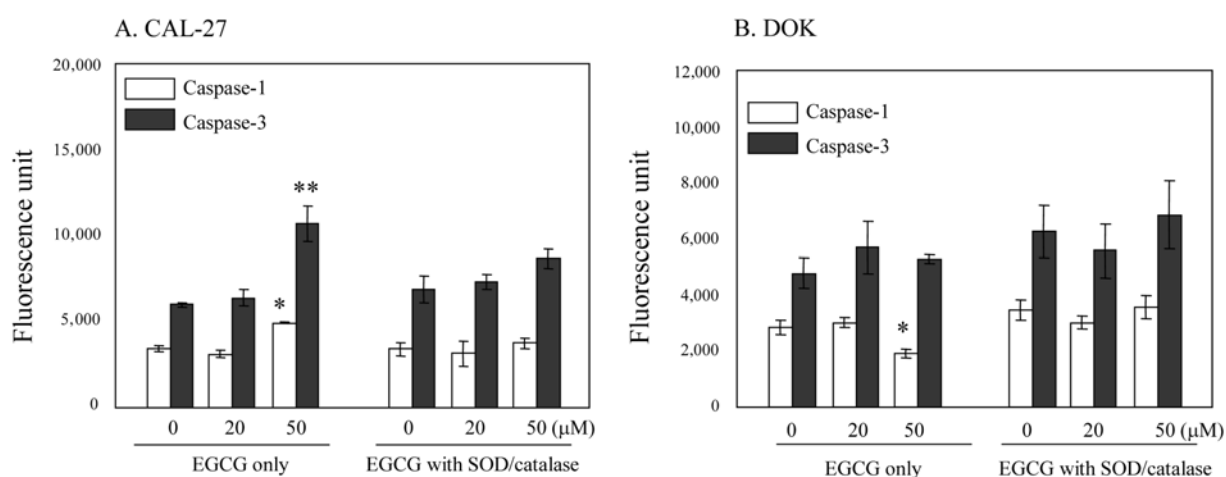 A. CAL-27
Fluorescence unit
20,000
15,000
10,000
5,000
0
Caspase-1
Caspase-3
*
**
0 20 50 0 20 50 (μM)
EGCG only EGCG with SOD/catalase
B. DOK
Fluorescence unit
12,000
10,000
8,000
6,000
4,000
2,000
0
Caspase-1
Caspase-3
*
0 20 50 0 20 50 (μM)
EGCG only EGCG with SOD/catalase